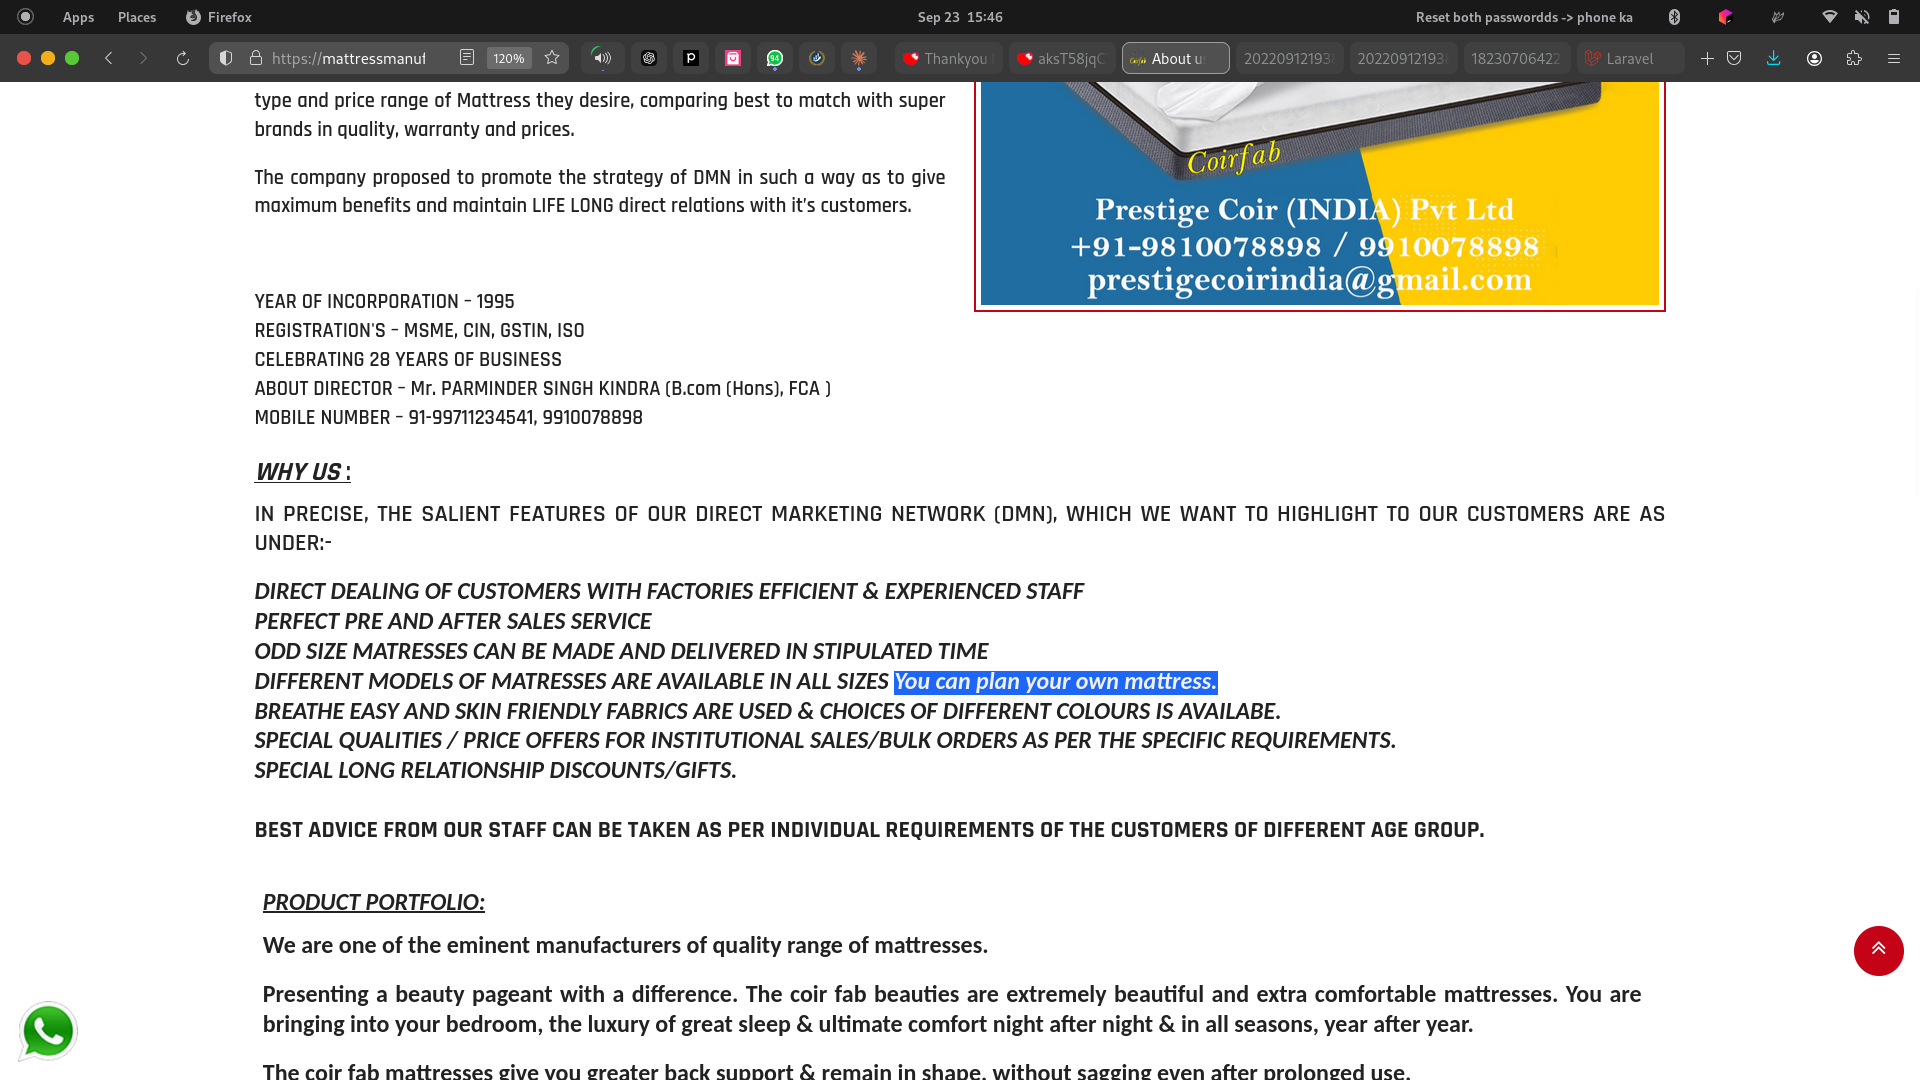 Apps Places Firefox Sep 23 15:46 Reset both passwordds -> phone ka
https://mattressmanuf 120% 94 Thankyou aksT58jqC About u 2022091219 2022091219 18230706422 Laravel
type and price range of Mattress they desire, comparing best to match with super
brands in quality, warranty and prices.
The company proposed to promote the strategy of DMN in such a way as to give
maximum benefits and maintain LIFE LONG direct relations with it’s customers.
Coirfab
Prestige Coir (INDIA) Pvt Ltd
+91-9810078898 / 9910078898
prestigecoirindia@gmail.com
YEAR OF INCORPORATION – 1995
REGISTRATION'S – MSME, CIN, GSTIN, ISO
CELEBRATING 28 YEARS OF BUSINESS
ABOUT DIRECTOR – Mr. PARMINDER SINGH KINDRA (B.com (Hons), FCA )
MOBILE NUMBER – 91-99711234541, 9910078898
WHY US :
IN PRECISE, THE SALIENT FEATURES OF OUR DIRECT MARKETING NETWORK (DMN), WHICH WE WANT TO HIGHLIGHT TO OUR CUSTOMERS ARE AS
UNDER:-
DIRECT DEALING OF CUSTOMERS WITH FACTORIES EFFICIENT & EXPERIENCED STAFF
PERFECT PRE AND AFTER SALES SERVICE
ODD SIZE MATRESSES CAN BE MADE AND DELIVERED IN STIPULATED TIME
DIFFERENT MODELS OF MATRESSES ARE AVAILABLE IN ALL SIZES You can plan your own mattress.
BREATHE EASY AND SKIN FRIENDLY FABRICS ARE USED & CHOICES OF DIFFERENT COLOURS IS AVAILABE.
SPECIAL QUALITIES / PRICE OFFERS FOR INSTITUTIONAL SALES/BULK ORDERS AS PER THE SPECIFIC REQUIREMENTS.
SPECIAL LONG RELATIONSHIP DISCOUNTS/GIFTS.
BEST ADVICE FROM OUR STAFF CAN BE TAKEN AS PER INDIVIDUAL REQUIREMENTS OF THE CUSTOMERS OF DIFFERENT AGE GROUP.
PRODUCT PORTFOLIO:
We are one of the eminent manufacturers of quality range of mattresses.
Presenting a beauty pageant with a difference. The coir fab beauties are extremely beautiful and extra comfortable mattresses. You are
bringing into your bedroom, the luxury of great sleep & ultimate comfort night after night & in all seasons, year after year.
The coir fab mattresses give you greater back support & remain in shape, without sagging even after prolonged use.